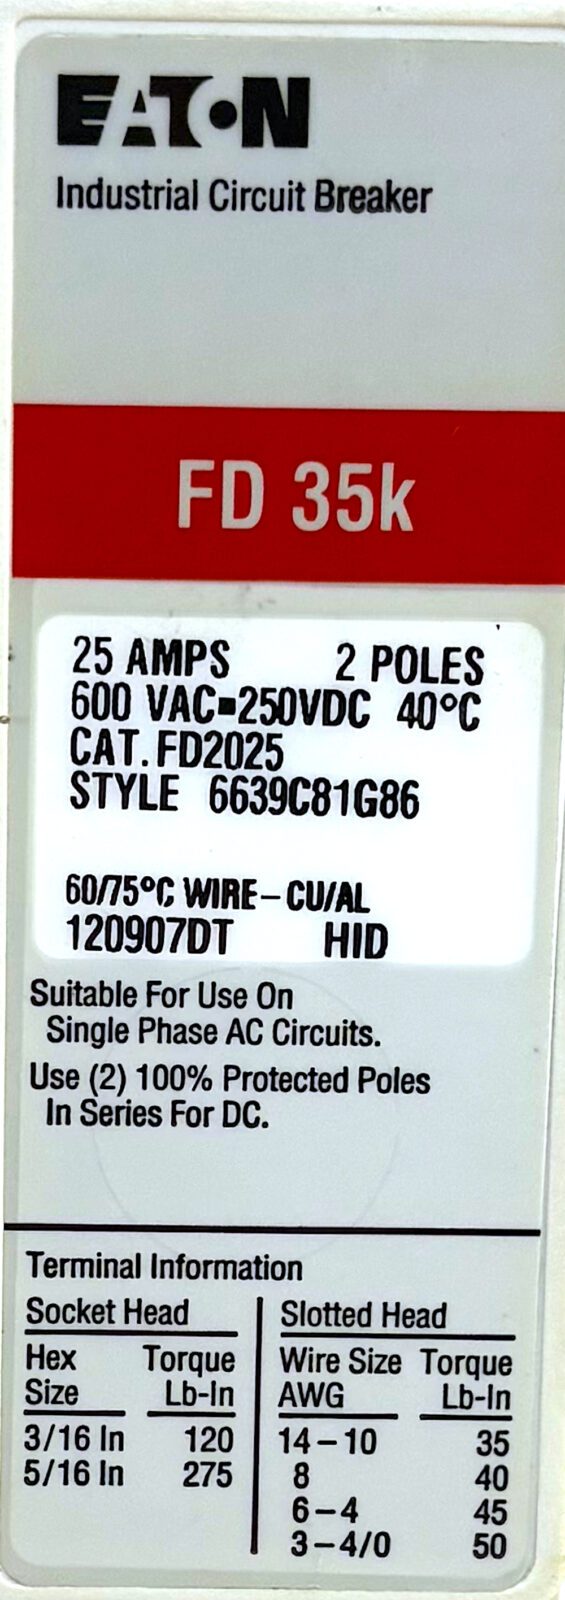 EATON
Industrial Circuit Breaker
FD 35k
25 AMPS 2 POLES
600 VAC▪250VDC 40°C
CAT.FD2025
STYLE 6639C81G86
60/75°C WIRE-CU/AL
120907DT HID
Suitable For Use On
Single Phase AC Circuits.
Use (2) 100% Protected Poles
In Series For DC.
Terminal Information
Socket Head Slotted Head
Hex Torque Wire Size Torque
Size Lb-In AWG Lb-In
3/16 In 120 14-10 35
5/16 In 275 8 40
6-4 45
3-4/0 50